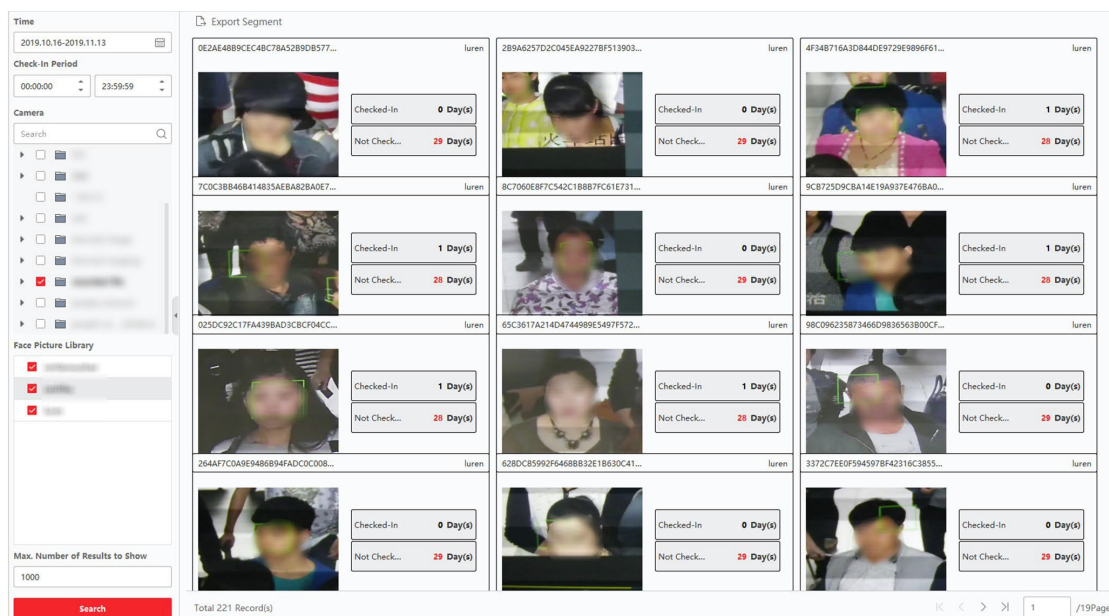 Time
2019.10.16-2019.11.13
Check-In Period
00:00:00
23:59:59
Camera
Search
Face Picture Library
Max. Number of Results to Show
1000
Search
Export Segment
0E2AE48B9CEC4BC78A52B9DB577... luren
Checked-In 0 Day(s)
Not Check... 29 Day(s)
2B9A6257D2C045EA9227BF513903... luren
Checked-In 0 Day(s)
Not Check... 29 Day(s)
4F34B716A3D844DE9729E9896F61... luren
Checked-In 1 Day(s)
Not Check... 28 Day(s)
7C0C3BB46B414835AEBA82BA0E7... luren
Checked-In 1 Day(s)
Not Check... 28 Day(s)
8C7060E8F7C542C1B8B7FC61E731... luren
Checked-In 0 Day(s)
Not Check... 29 Day(s)
9CB725D9CBA14E19A937E476BA0... luren
Checked-In 1 Day(s)
Not Check... 28 Day(s)
025DC92C17FA439BAD3CBCF04CC... luren
Checked-In 1 Day(s)
Not Check... 28 Day(s)
65C3617A214D4744989E5497F572... luren
Checked-In 1 Day(s)
Not Check... 28 Day(s)
98C096235873466D9836563B00CF... luren
Checked-In 0 Day(s)
Not Check... 29 Day(s)
264AF7C0A9E9486B94FADC0C008... luren
Checked-In 0 Day(s)
Not Check... 29 Day(s)
628DC85992F6468BB32E1B630C41... luren
Checked-In 0 Day(s)
Not Check... 29 Day(s)
3372C7EE0F594597BF42316C3855... luren
Checked-In 0 Day(s)
Not Check... 29 Day(s)
Total 221 Record(s)
1 /19Page